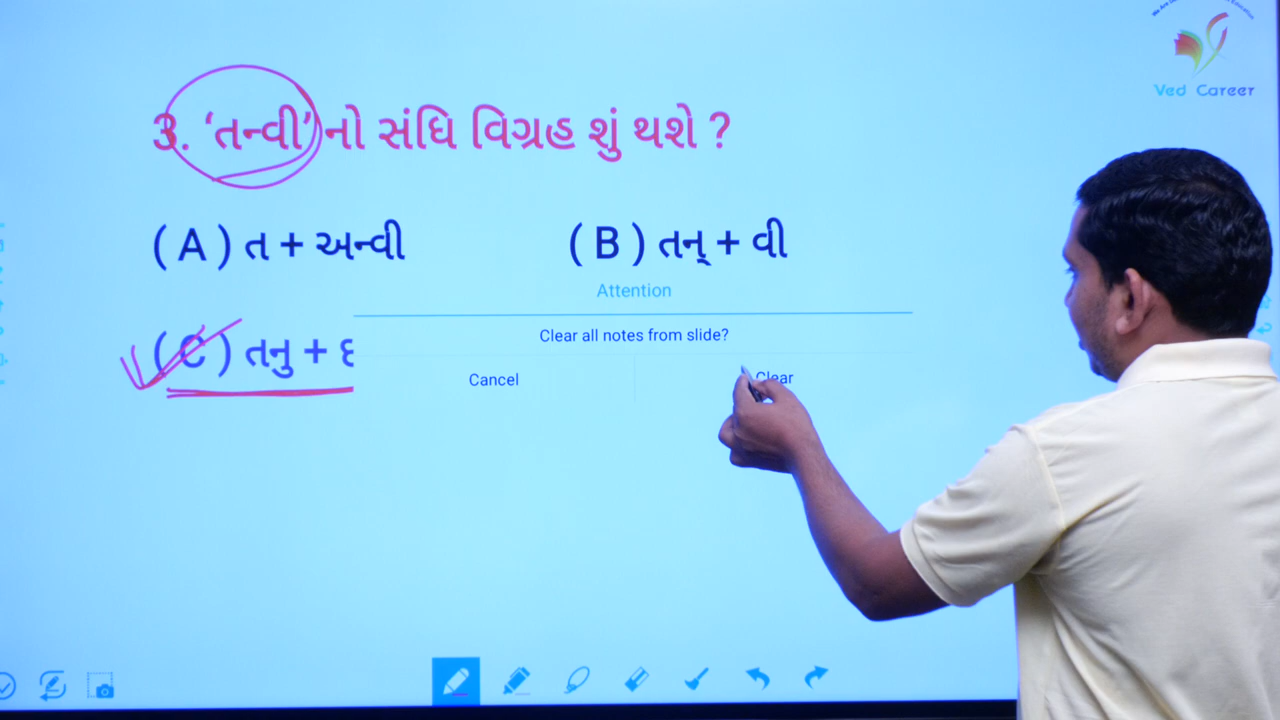 Ved Career
3. ‘તન્વી’ નો સંધિ વિગ્રહ શું થશે ?
( A ) ત + અન્વી
( B ) તન્ + વી
Attention
Clear all notes from slide?
( C ) તનુ + ઇ
Cancel
Clear